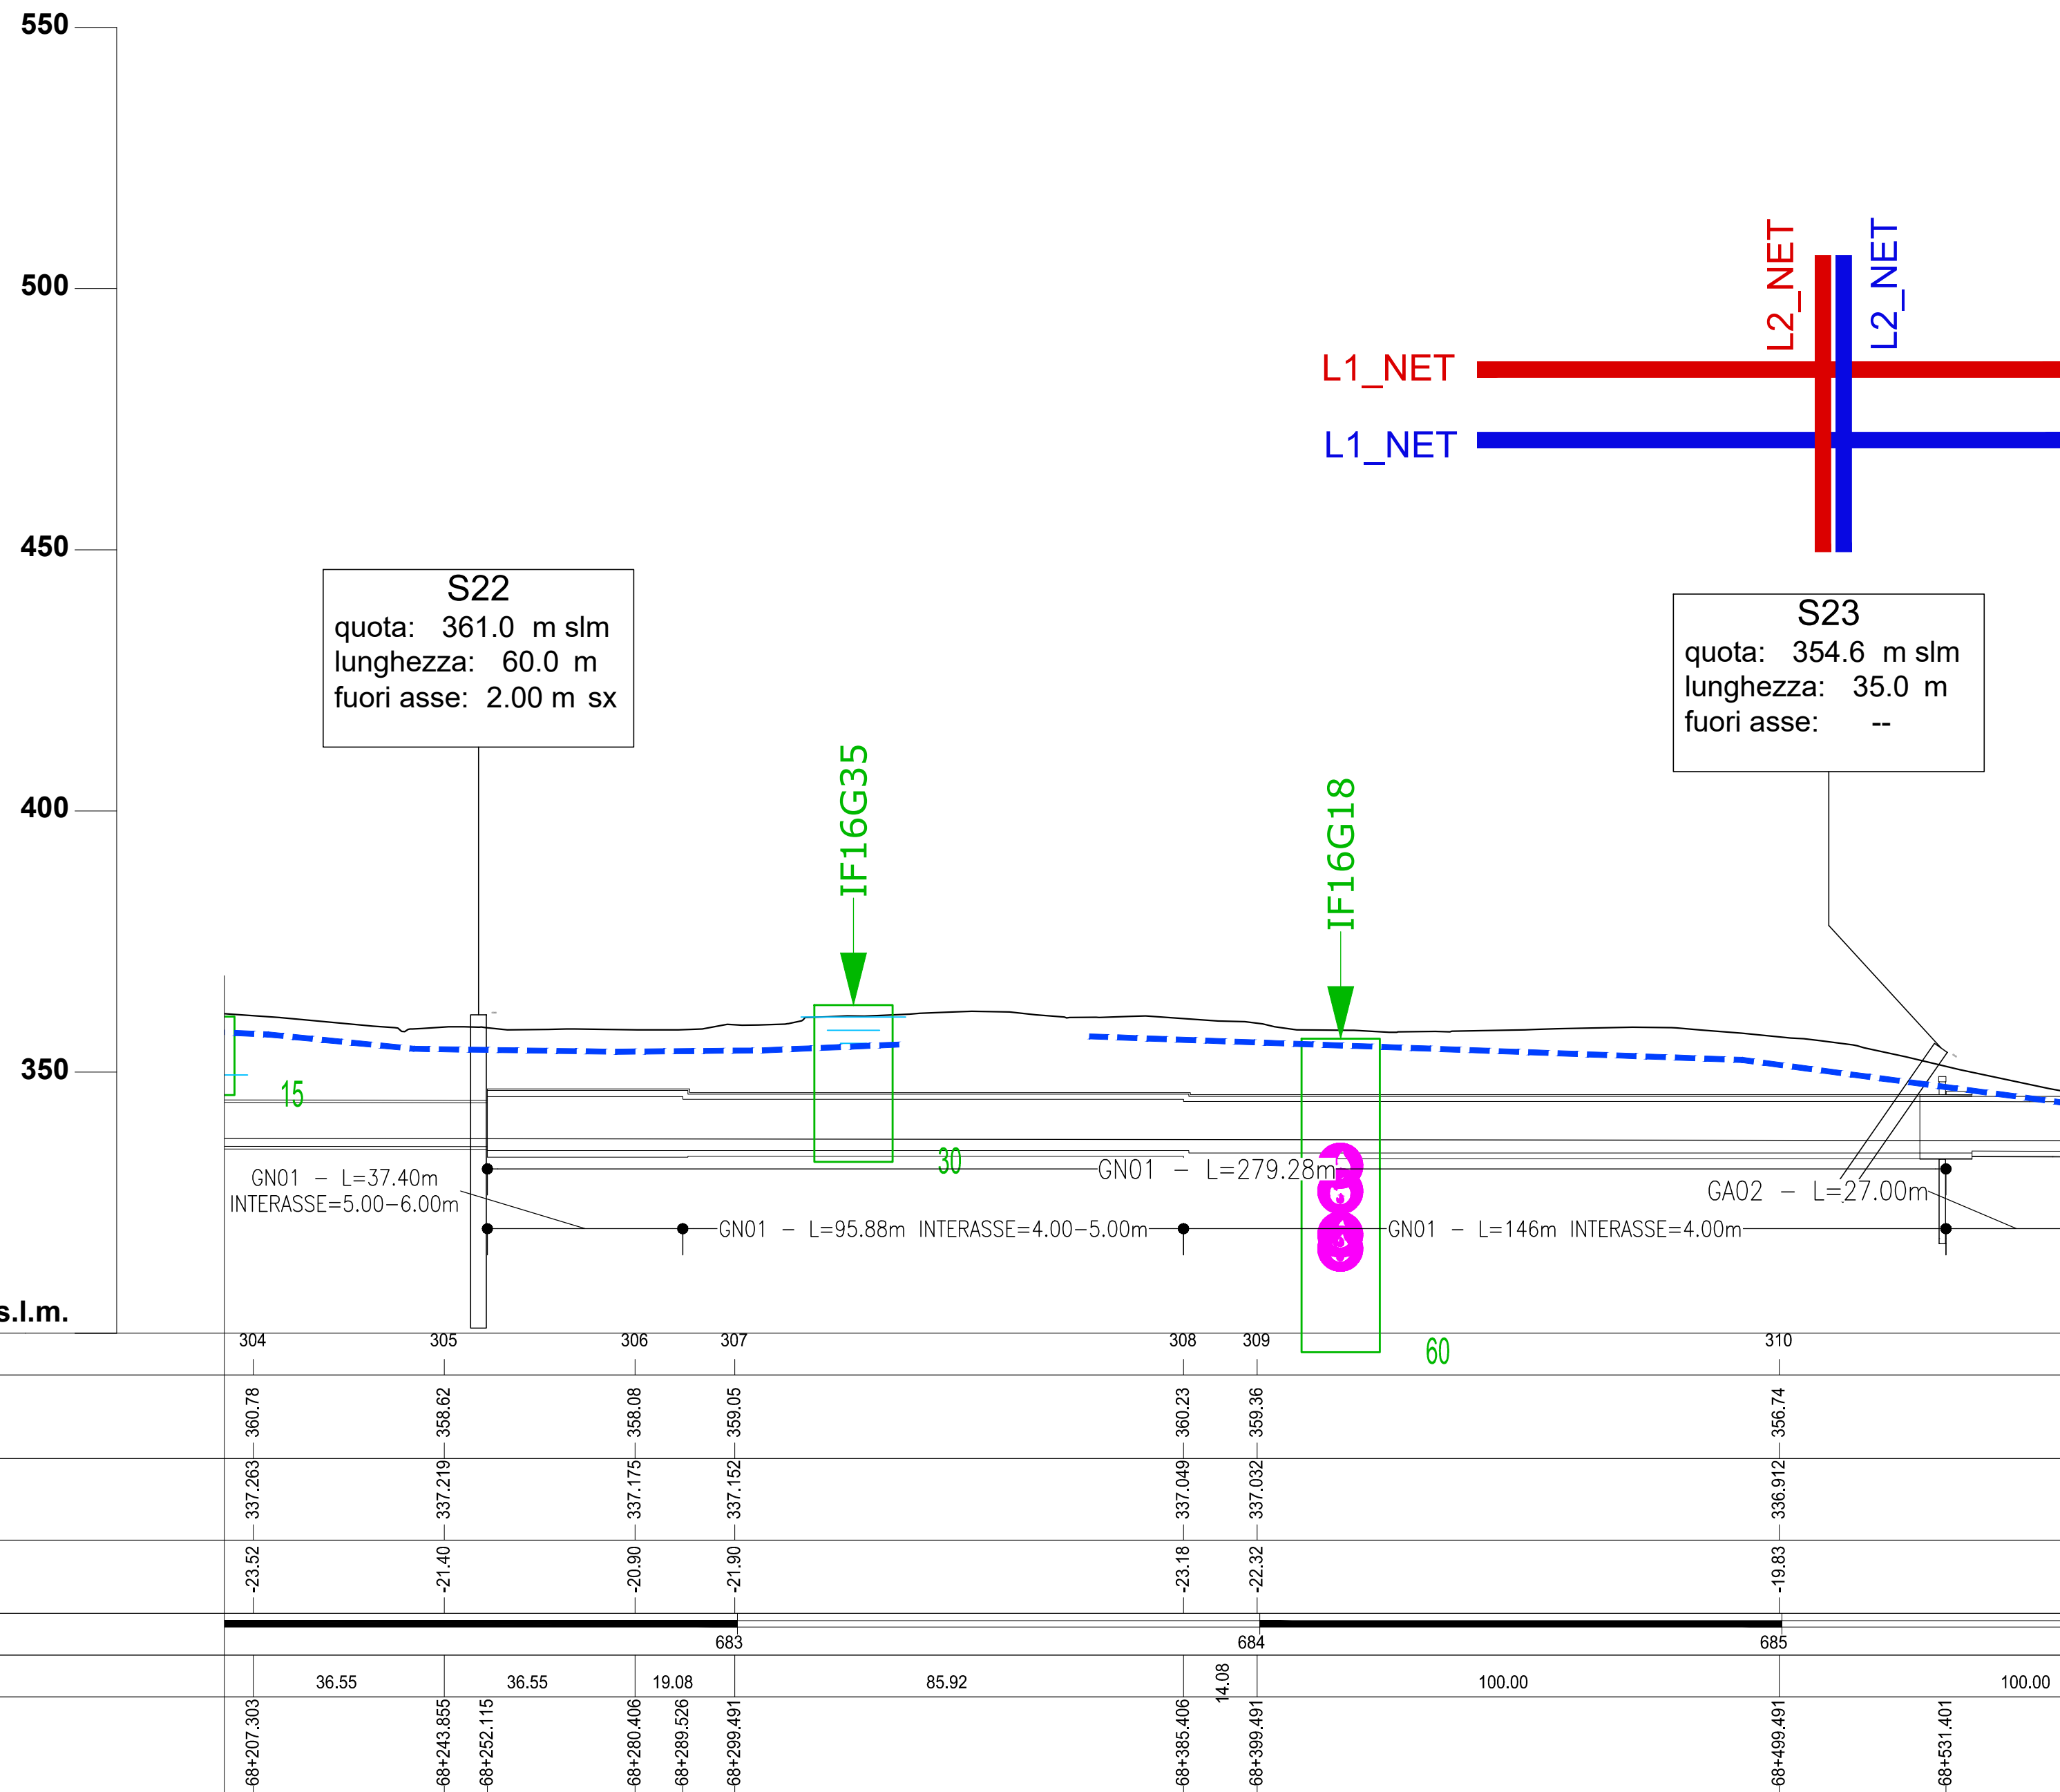 550
500
450
400
350
s.l.m.
L2_NET
L2_NET
L1_NET
L1_NET
S22
quota: 361.0 m slm
lunghezza: 60.0 m
fuori asse: 2.00 m sx
S23
quota: 354.6 m slm
lunghezza: 35.0 m
fuori asse: --
IF16G35
IF16G18
15
30
60
GN01 - L=37.40m
INTERASSE=5.00-6.00m
GN01 - L=279.28m
GA02 - L=27.00m
GN01 - L=95.88m INTERASSE=4.00-5.00m
GN01 - L=146m INTERASSE=4.00m
304 305 306 307 308 309 310
360.78 358.62 358.08 359.05 360.23 359.36 356.74
337.263 337.219 337.175 337.152 337.049 337.032 336.912
-23.52 -21.40 -20.90 -21.90 -23.18 -22.32 -19.83
683 684 685
36.55 36.55 19.08 85.92 14.08 100.00 100.00
68+207.303 68+243.855 68+252.115 68+280.406 68+289.526 68+299.491 68+385.406 68+399.491 68+499.491 68+531.401